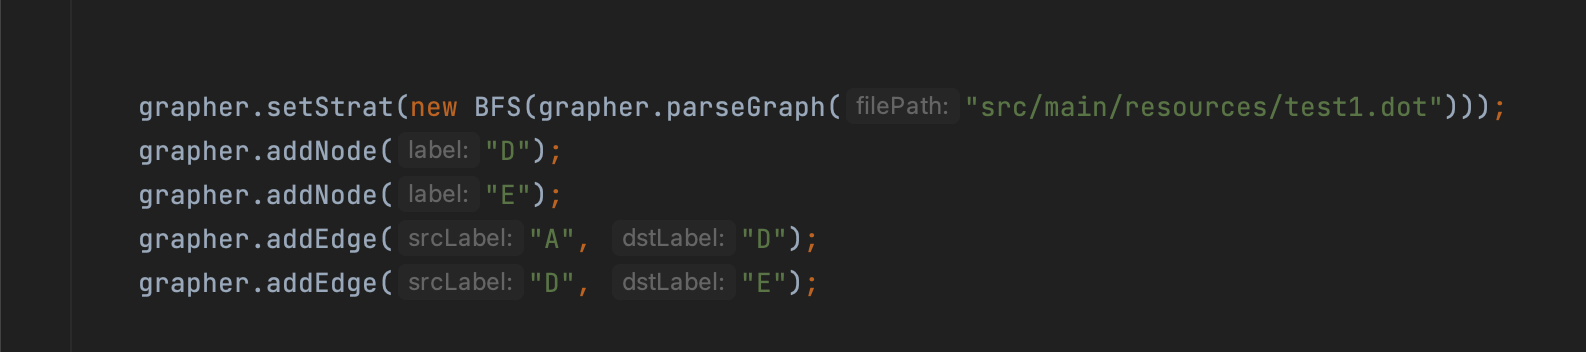 grapher.setStrat(new BFS(grapher.parseGraph( filePath: "src/main/resources/test1.dot")));
grapher.addNode( label: "D");
grapher.addNode( label: "E");
grapher.addEdge( srcLabel: "A", dstLabel: "D");
grapher.addEdge( srcLabel: "D", dstLabel: "E");